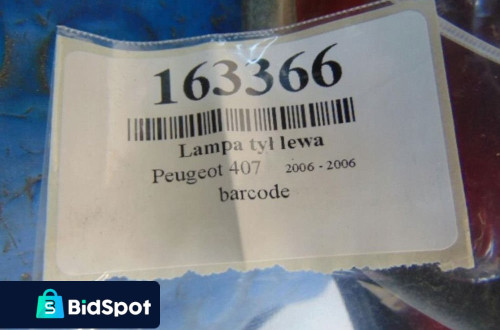 163366
Lampa tył lewa
Peugeot 407 2006 - 2006
barcode
BidSpot